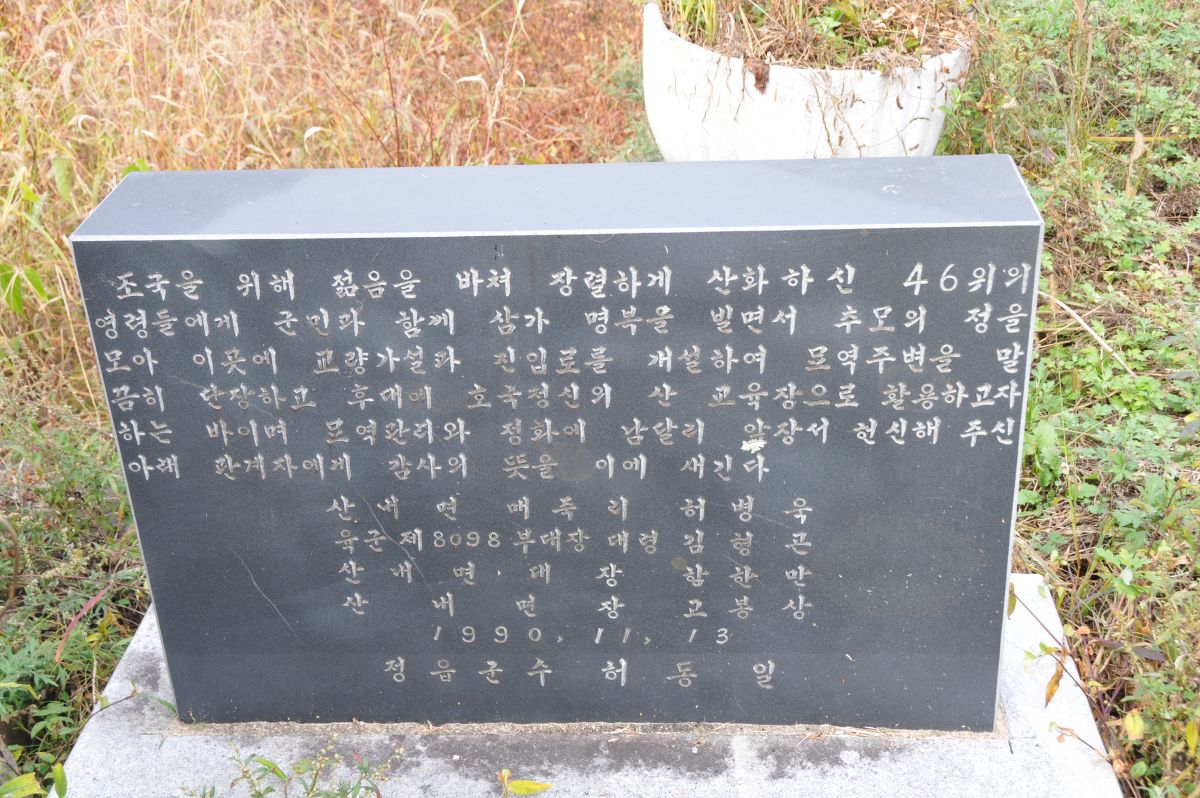 조국을 위해 젊음을 바쳐 장렬하게 산화하신 46위의
영령들에게 군민과 함께 삼가 명복을 빌면서 추모의 정을
모아 이곳에 교량가설과 진입로를 개설하여 묘역주변을 말
끔히 단장하고 후대에 호국정신의 산 교육장으로 활용하고자
하는 바이며 묘역관리와 정화에 남달리 앞장서 헌신해 주신
아래 관계자에게 감사의 뜻을 이에 새긴다
산내면 매죽리 허병욱
육군제8098부대장 대령 김형곤
산내면대장 함한만
산내면장 고봉상
1990. 11. 13
정읍군수 허동일